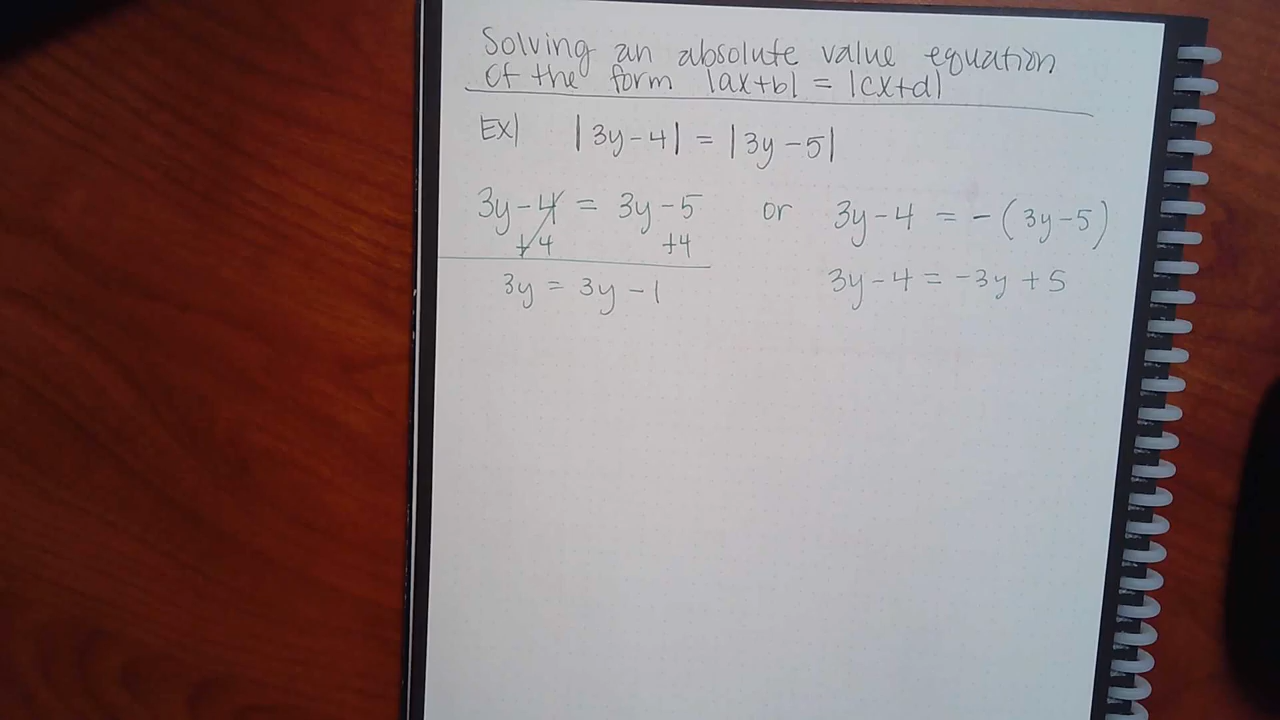 Solving an absolute value equation
of the form |ax+b| = |cx+d|
EX| |3y-4| = |3y-5|
3y-4 = 3y-5 or 3y-4 = -(3y-5)
+4 +4
3y = 3y -1 3y-4 = -3y +5